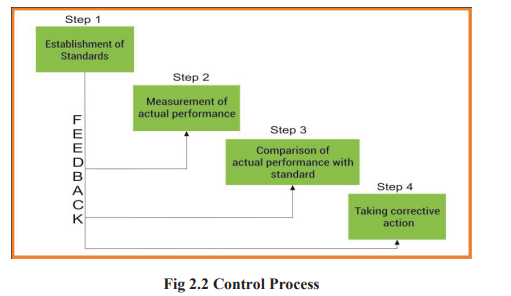 Step 1
Establishment of
Standards
Step 2
Measurement of
actual performance
Step 3
Comparison of
actual performance with
standard
Step 4
Taking corrective
action
FEEDBACK
Fig 2.2 Control Process